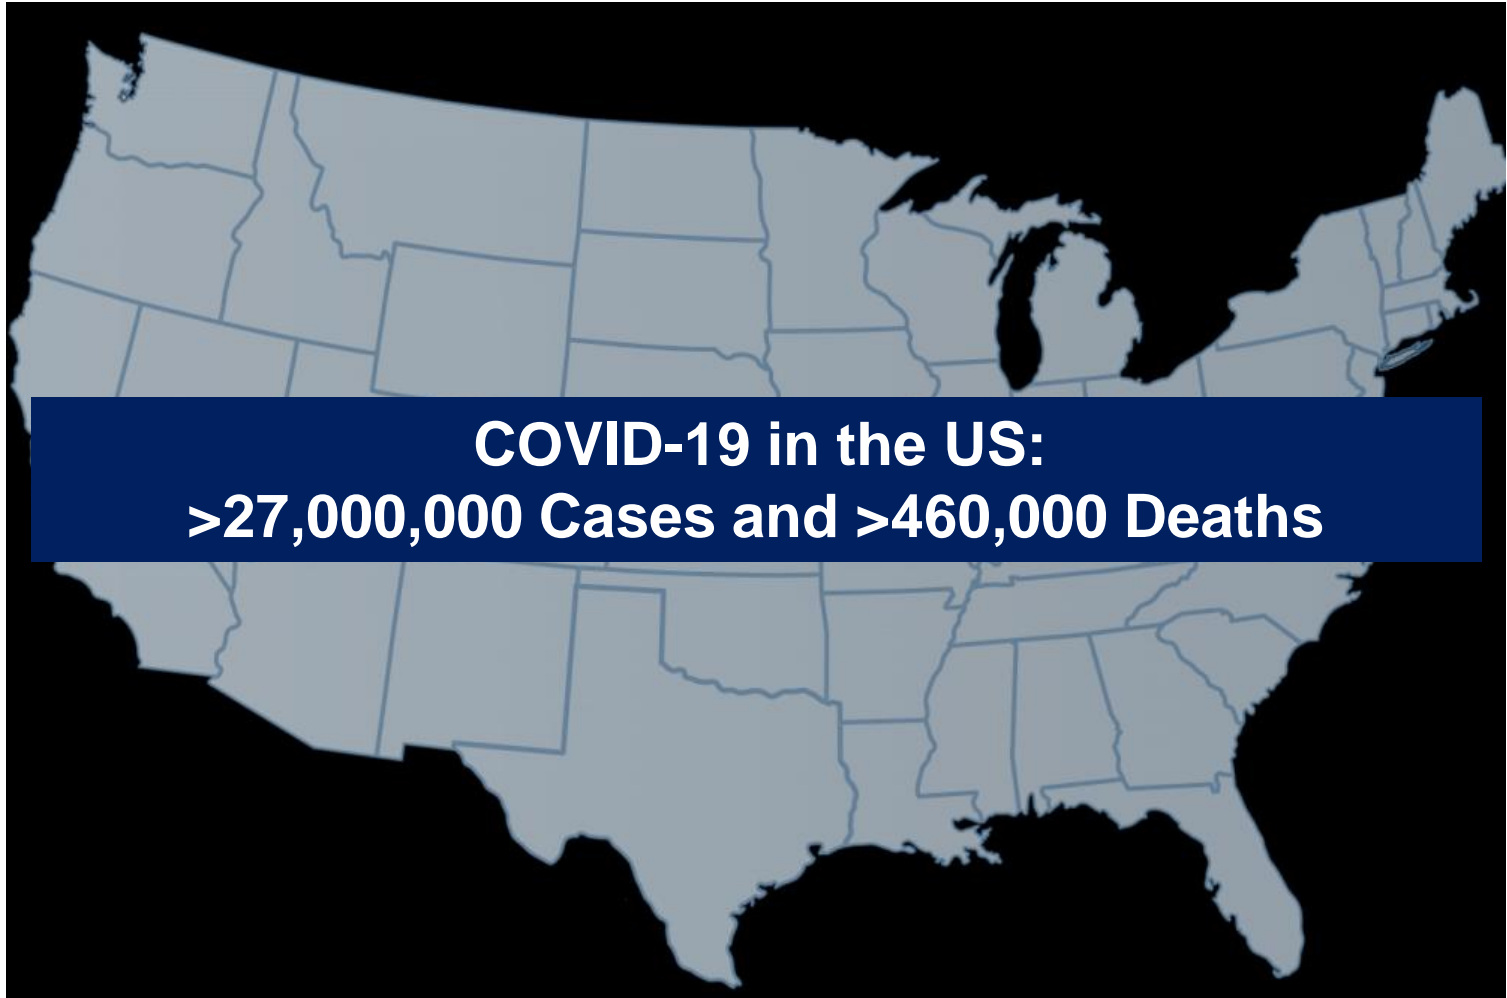 COVID-19 in the US:
>27,000,000 Cases and >460,000 Deaths